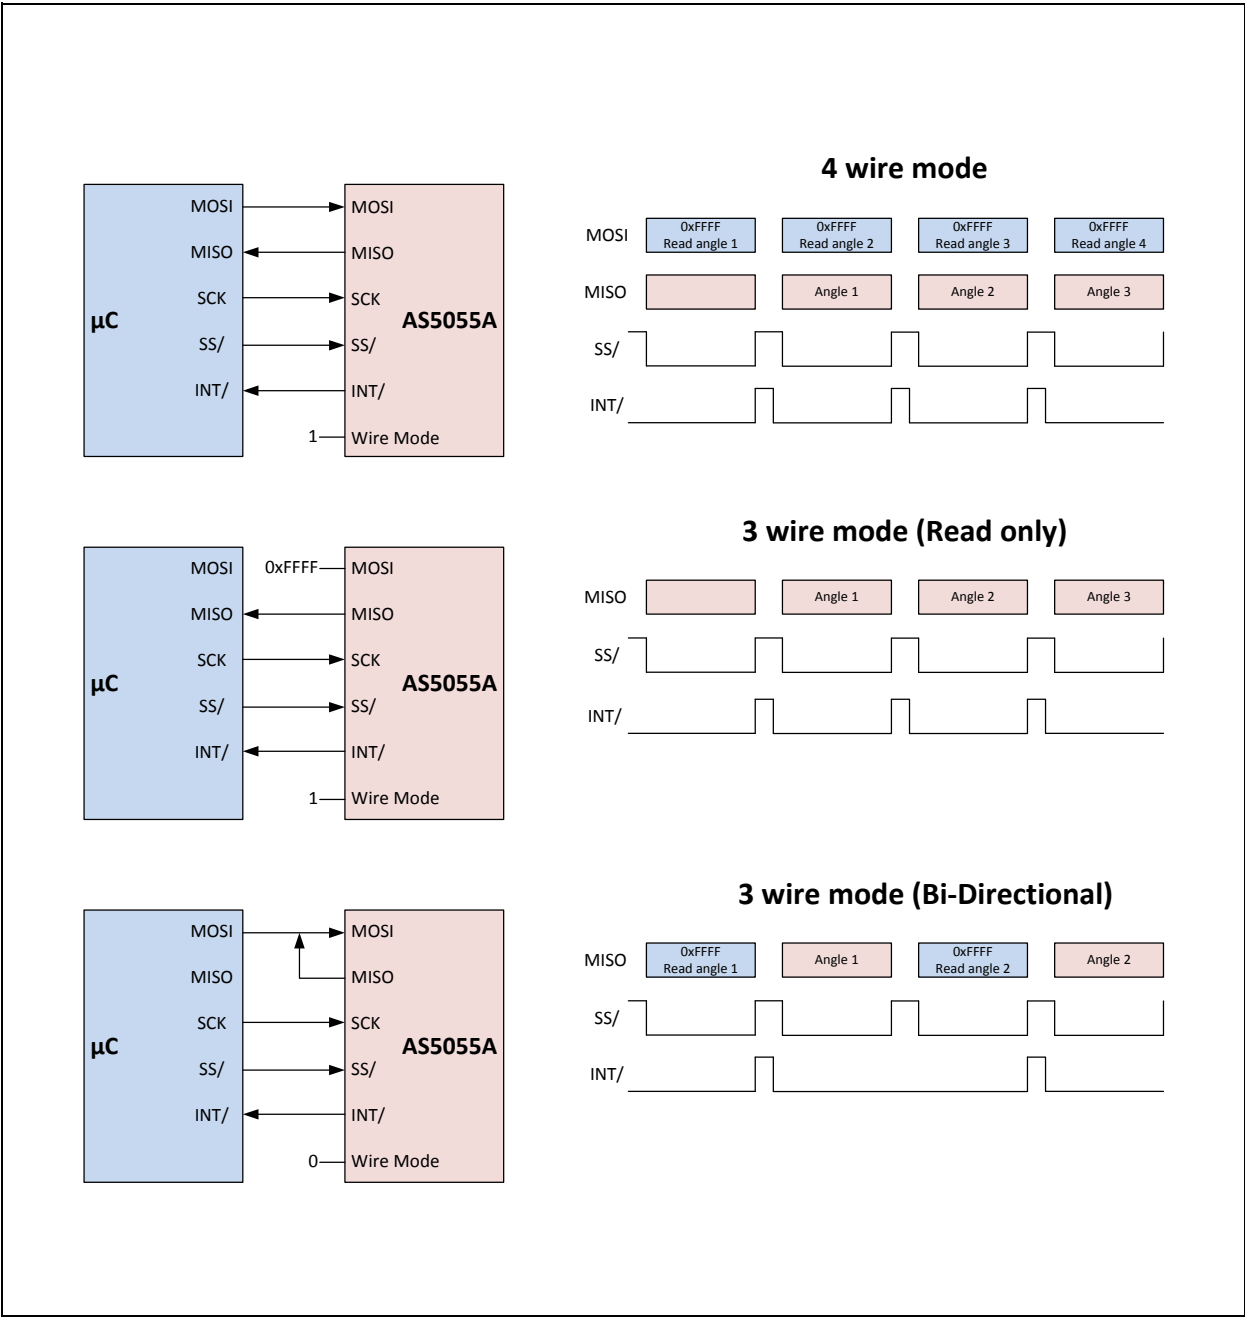 4 wire mode
MOSI MOSI
MISO MISO
SCK SCK
µC AS5055A
SS/ SS/
INT/ INT/
1 Wire Mode
MOSI
0xFFFF
Read angle 1
0xFFFF
Read angle 2
0xFFFF
Read angle 3
0xFFFF
Read angle 4
MISO Angle 1 Angle 2 Angle 3
SS/
INT/
3 wire mode (Read only)
MOSI 0xFFFF MOSI
MISO MISO
SCK SCK
µC AS5055A
SS/ SS/
INT/ INT/
1 Wire Mode
MISO Angle 1 Angle 2 Angle 3
SS/
INT/
3 wire mode (Bi-Directional)
MOSI MOSI
MISO MISO
SCK SCK
µC AS5055A
SS/ SS/
INT/ INT/
0 Wire Mode
MISO
0xFFFF
Read angle 1
Angle 1
0xFFFF
Read angle 2
Angle 2
SS/
INT/